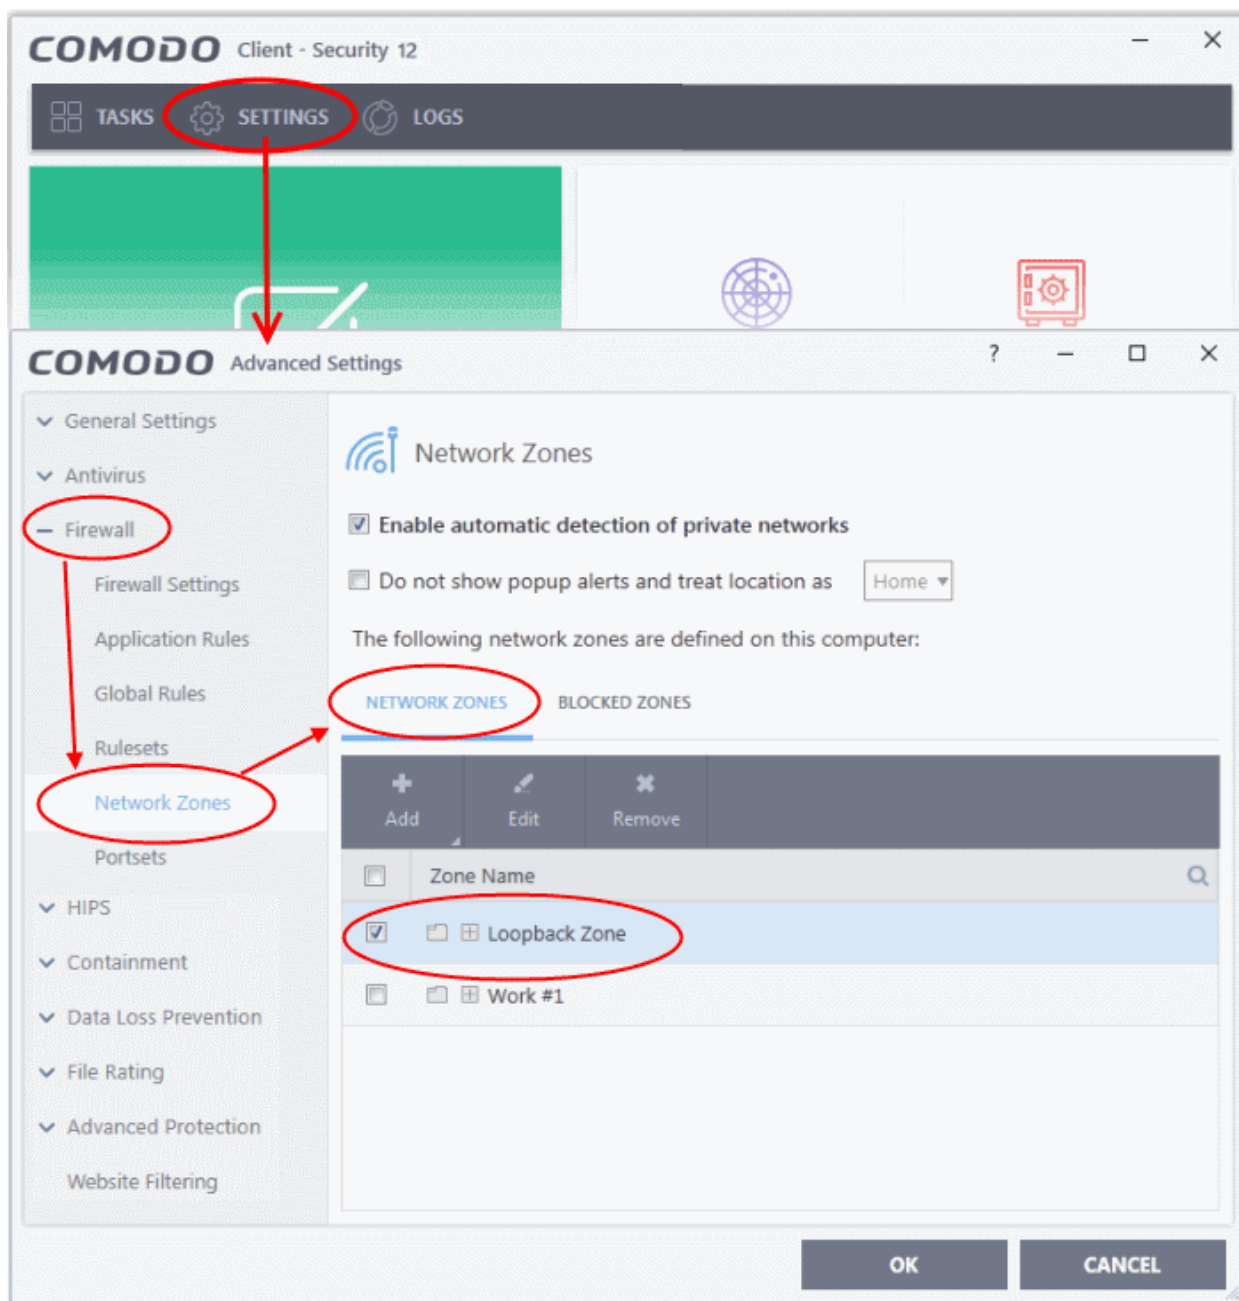 COMODO Client - Security 12
TASKS SETTINGS LOGS
COMODO Advanced Settings ?
General Settings
Antivirus
Firewall
Firewall Settings
Application Rules
Global Rules
Rulesets
Network Zones
Portsets
HIPS
Containment
Data Loss Prevention
File Rating
Advanced Protection
Website Filtering
Network Zones
Enable automatic detection of private networks
Do not show popup alerts and treat location as Home
The following network zones are defined on this computer:
NETWORK ZONES BLOCKED ZONES
Add Edit Remove
Zone Name
Loopback Zone
Work #1
OK CANCEL